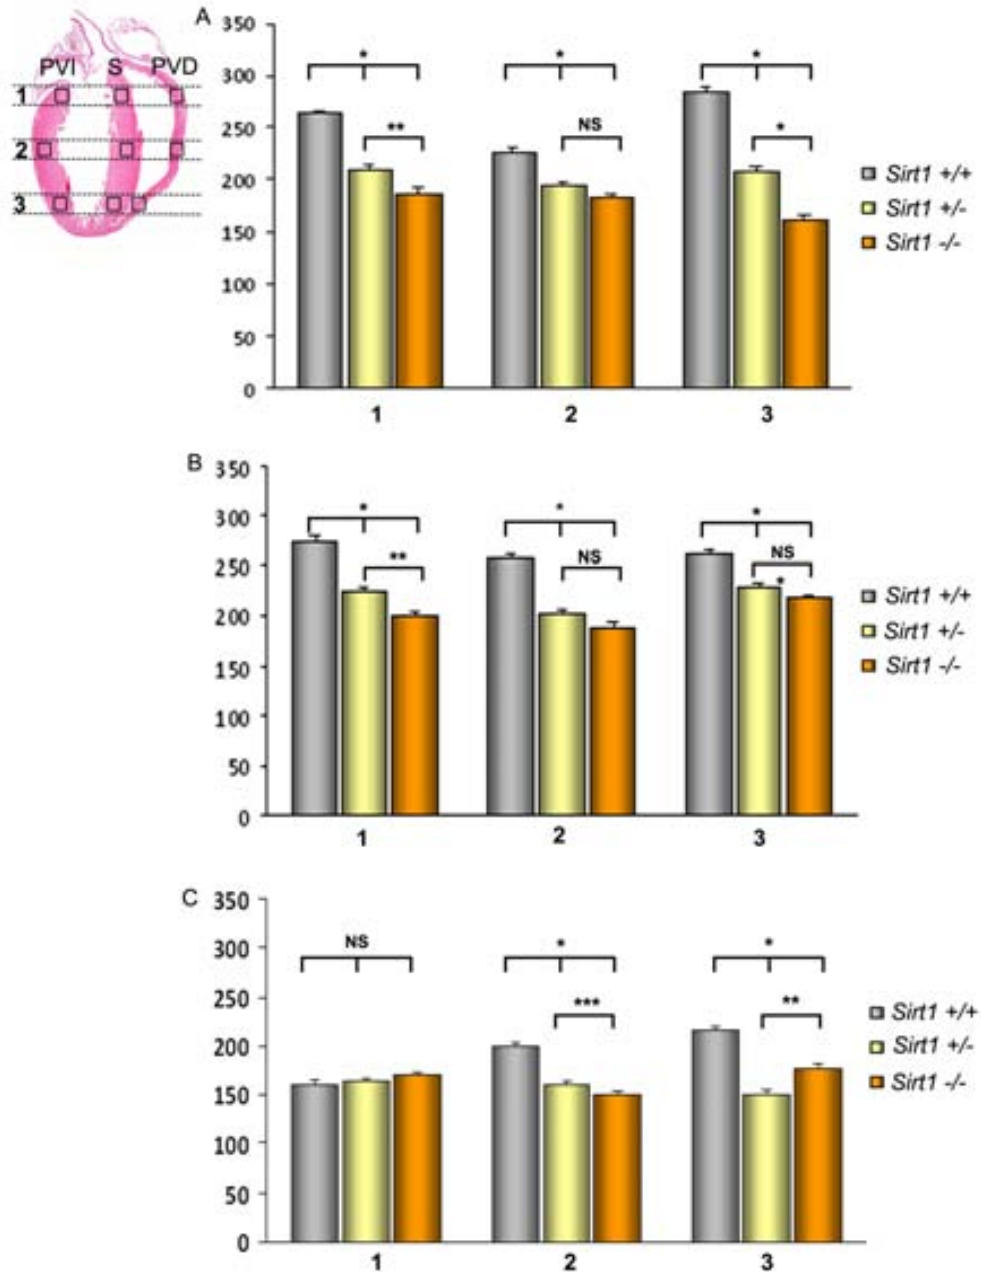 A
PVI S PVD
1
2
3
350
300
250
200
150
100
50
0
*
**
*
NS
*
*
1 2 3
Sirt1 +/+
Sirt1 +/-
Sirt1 -/-
B
350
300
250
200
150
100
50
0
*
**
*
NS
*
NS
*
1 2 3
Sirt1 +/+
Sirt1 +/-
Sirt1 -/-
C
350
300
250
200
150
100
50
0
NS
*
***
*
**
1 2 3
Sirt1 +/+
Sirt1 +/-
Sirt1 -/-